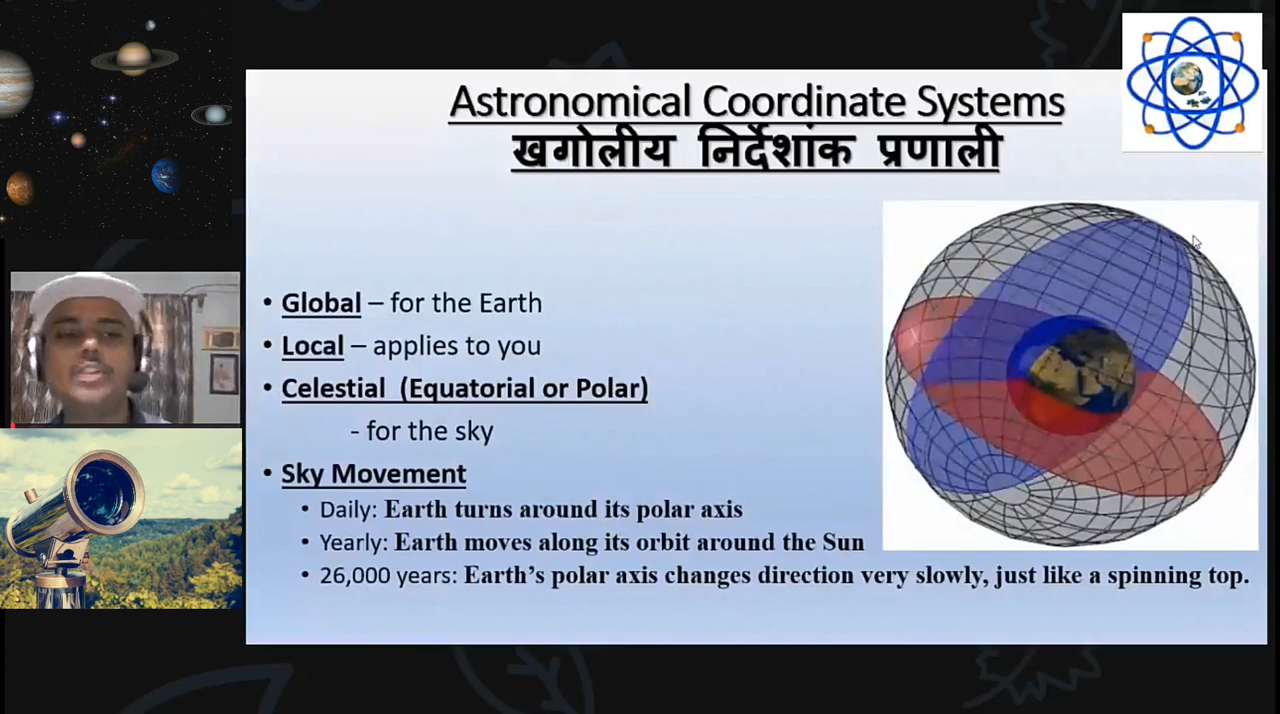 Astronomical Coordinate Systems
खगोलीय निर्देशांक प्रणाली
• Global – for the Earth
• Local – applies to you
• Celestial (Equatorial or Polar)
- for the sky
• Sky Movement
• Daily: Earth turns around its polar axis
• Yearly: Earth moves along its orbit around the Sun
• 26,000 years: Earth’s polar axis changes direction very slowly, just like a spinning top.